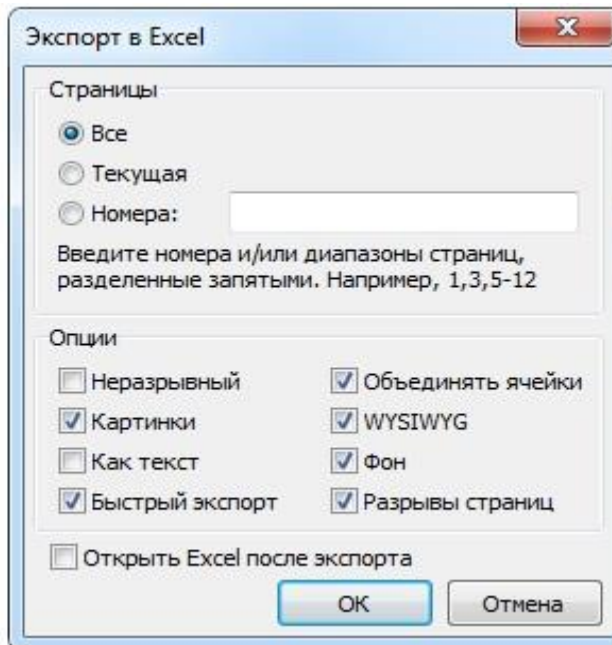 Экспорт в Excel
Страницы
Все
Текущая
Номера:
Введите номера и/или диапазоны страниц,
разделенные запятыми. Например, 1,3,5-12
Опции
Неразрывный
Объединять ячейки
Картинки
WYSIWYG
Как текст
Фон
Быстрый экспорт
Разрывы страниц
Открыть Excel после экспорта
ОК
Отмена